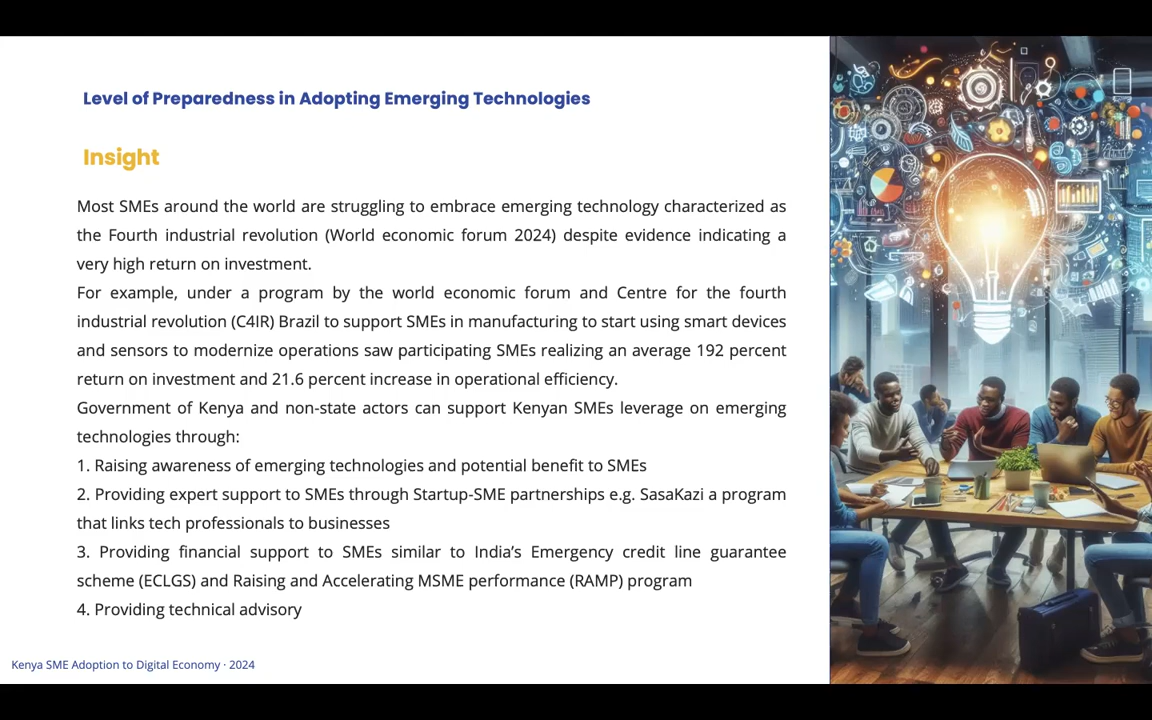 Level of Preparedness in Adopting Emerging Technologies
Insight
Most SMEs around the world are struggling to embrace emerging technology characterized as
the Fourth industrial revolution (World economic forum 2024) despite evidence indicating a
very high return on investment.
For example, under a program by the world economic forum and Centre for the fourth
industrial revolution (C4IR) Brazil to support SMEs in manufacturing to start using smart devices
and sensors to modernize operations saw participating SMEs realizing an average 192 percent
return on investment and 21.6 percent increase in operational efficiency.
Government of Kenya and non-state actors can support Kenyan SMEs leverage on emerging
technologies through:
1. Raising awareness of emerging technologies and potential benefit to SMEs
2. Providing expert support to SMEs through Startup-SME partnerships e.g. SasaKazi a program
that links tech professionals to businesses
3. Providing financial support to SMEs similar to India’s Emergency credit line guarantee
scheme (ECLGS) and Raising and Accelerating MSME performance (RAMP) program
4. Providing technical advisory
Kenya SME Adoption to Digital Economy · 2024